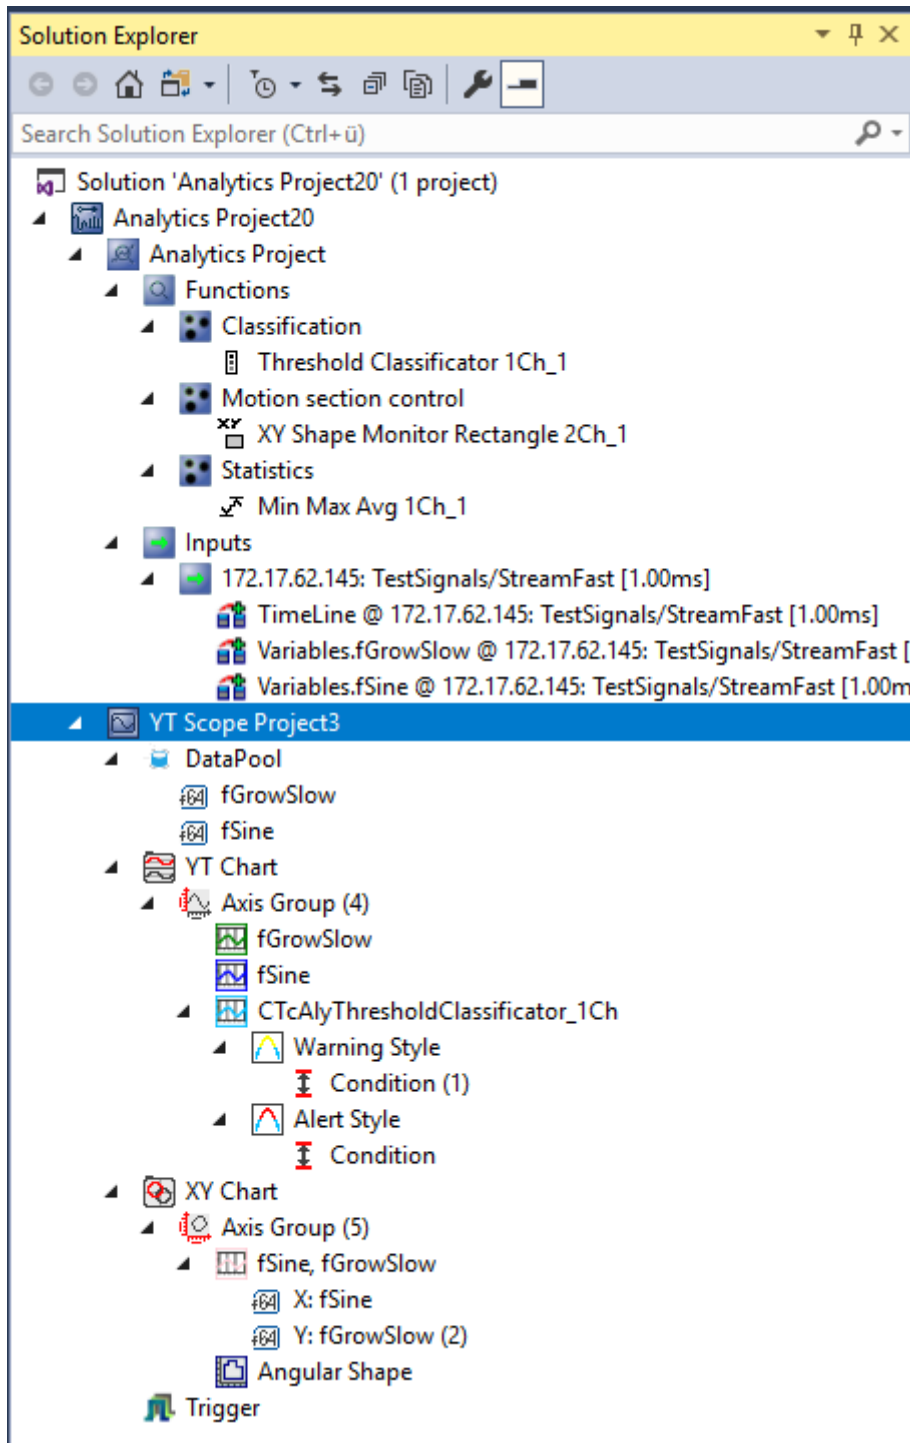 Solution Explorer
Search Solution Explorer (Ctrl+ü)
Solution 'Analytics Project20' (1 project)
Analytics Project20
Analytics Project
Functions
Classification
Threshold Classificator 1Ch_1
Motion section control
XY Shape Monitor Rectangle 2Ch_1
Statistics
Min Max Avg 1Ch_1
Inputs
172.17.62.145: TestSignals/StreamFast [1.00ms]
TimeLine @ 172.17.62.145: TestSignals/StreamFast [1.00ms]
Variables.fGrowSlow @ 172.17.62.145: TestSignals/StreamFast [
Variables.fSine @ 172.17.62.145: TestSignals/StreamFast [1.00m
YT Scope Project3
DataPool
f64 fGrowSlow
f64 fSine
YT Chart
Axis Group (4)
fGrowSlow
fSine
CTcAlyThresholdClassificator_1Ch
Warning Style
Condition (1)
Alert Style
Condition
XY Chart
Axis Group (5)
fSine, fGrowSlow
f64 X: fSine
f64 Y: fGrowSlow (2)
Angular Shape
Trigger